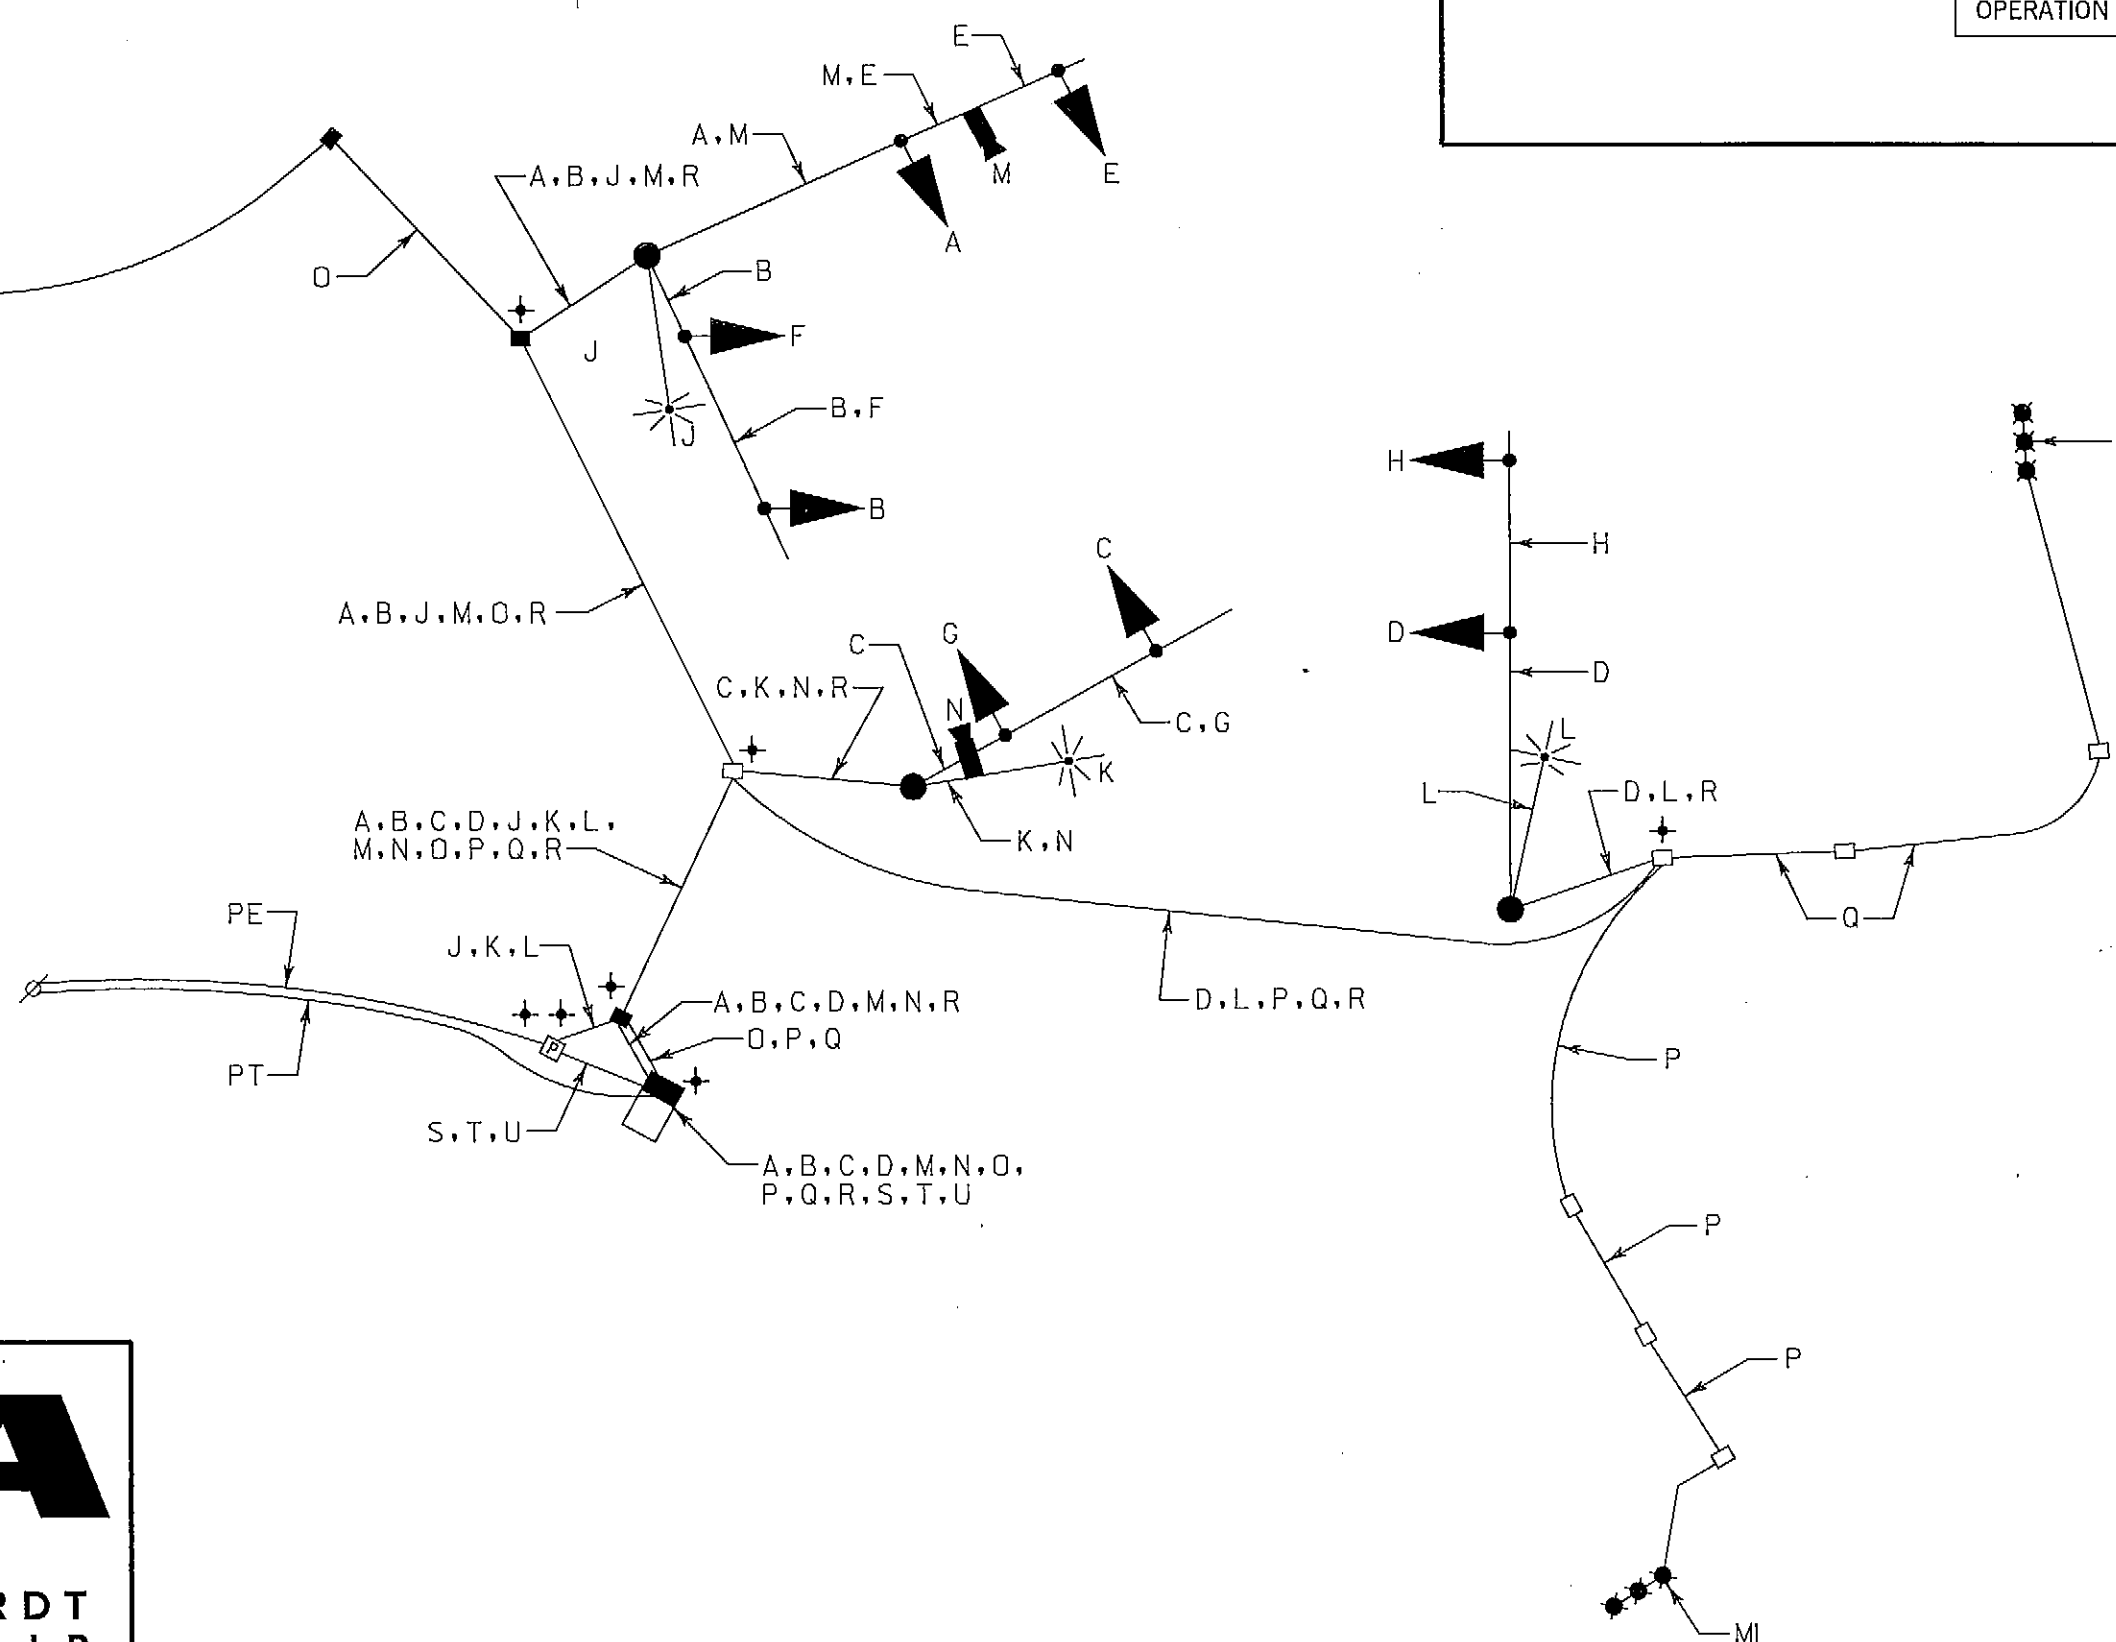 OPERATION
E
M,E
A,M
A,B,J,M,R
M
E
A
O
B
F
J
J
B,F
B
H
H
C
A,B,J,M,O,R
C
G
D
D
C,K,N,R
N
C,G
L
K
L
D,L,R
A,B,C,D,J,K,L,
M,N,O,P,Q,R
K,N
PE
Q
J,K,L
A,B,C,D,M,N,R
D,L,P,Q,R
O,P,Q
P
P
PT
S,T,U
A,B,C,D,M,N,O,
P,Q,R,S,T,U
P
P
A
RDT
MI